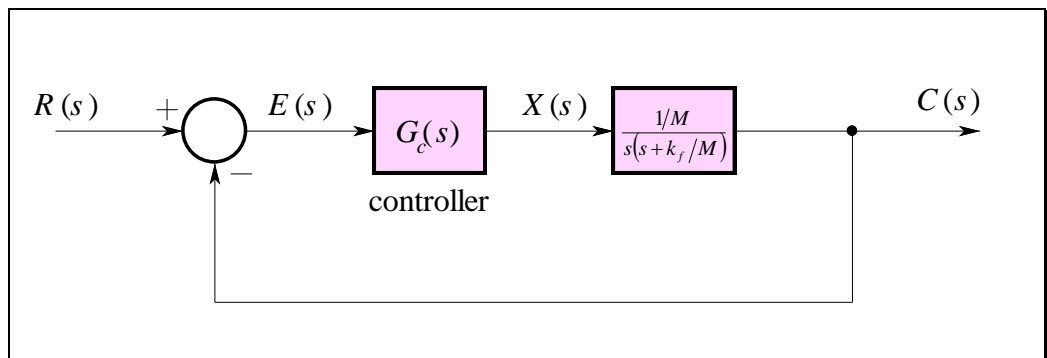 R(s)
+
−
E(s)
G_c(s)
controller
X(s)
1/M
s(s + k_f/M)
C(s)